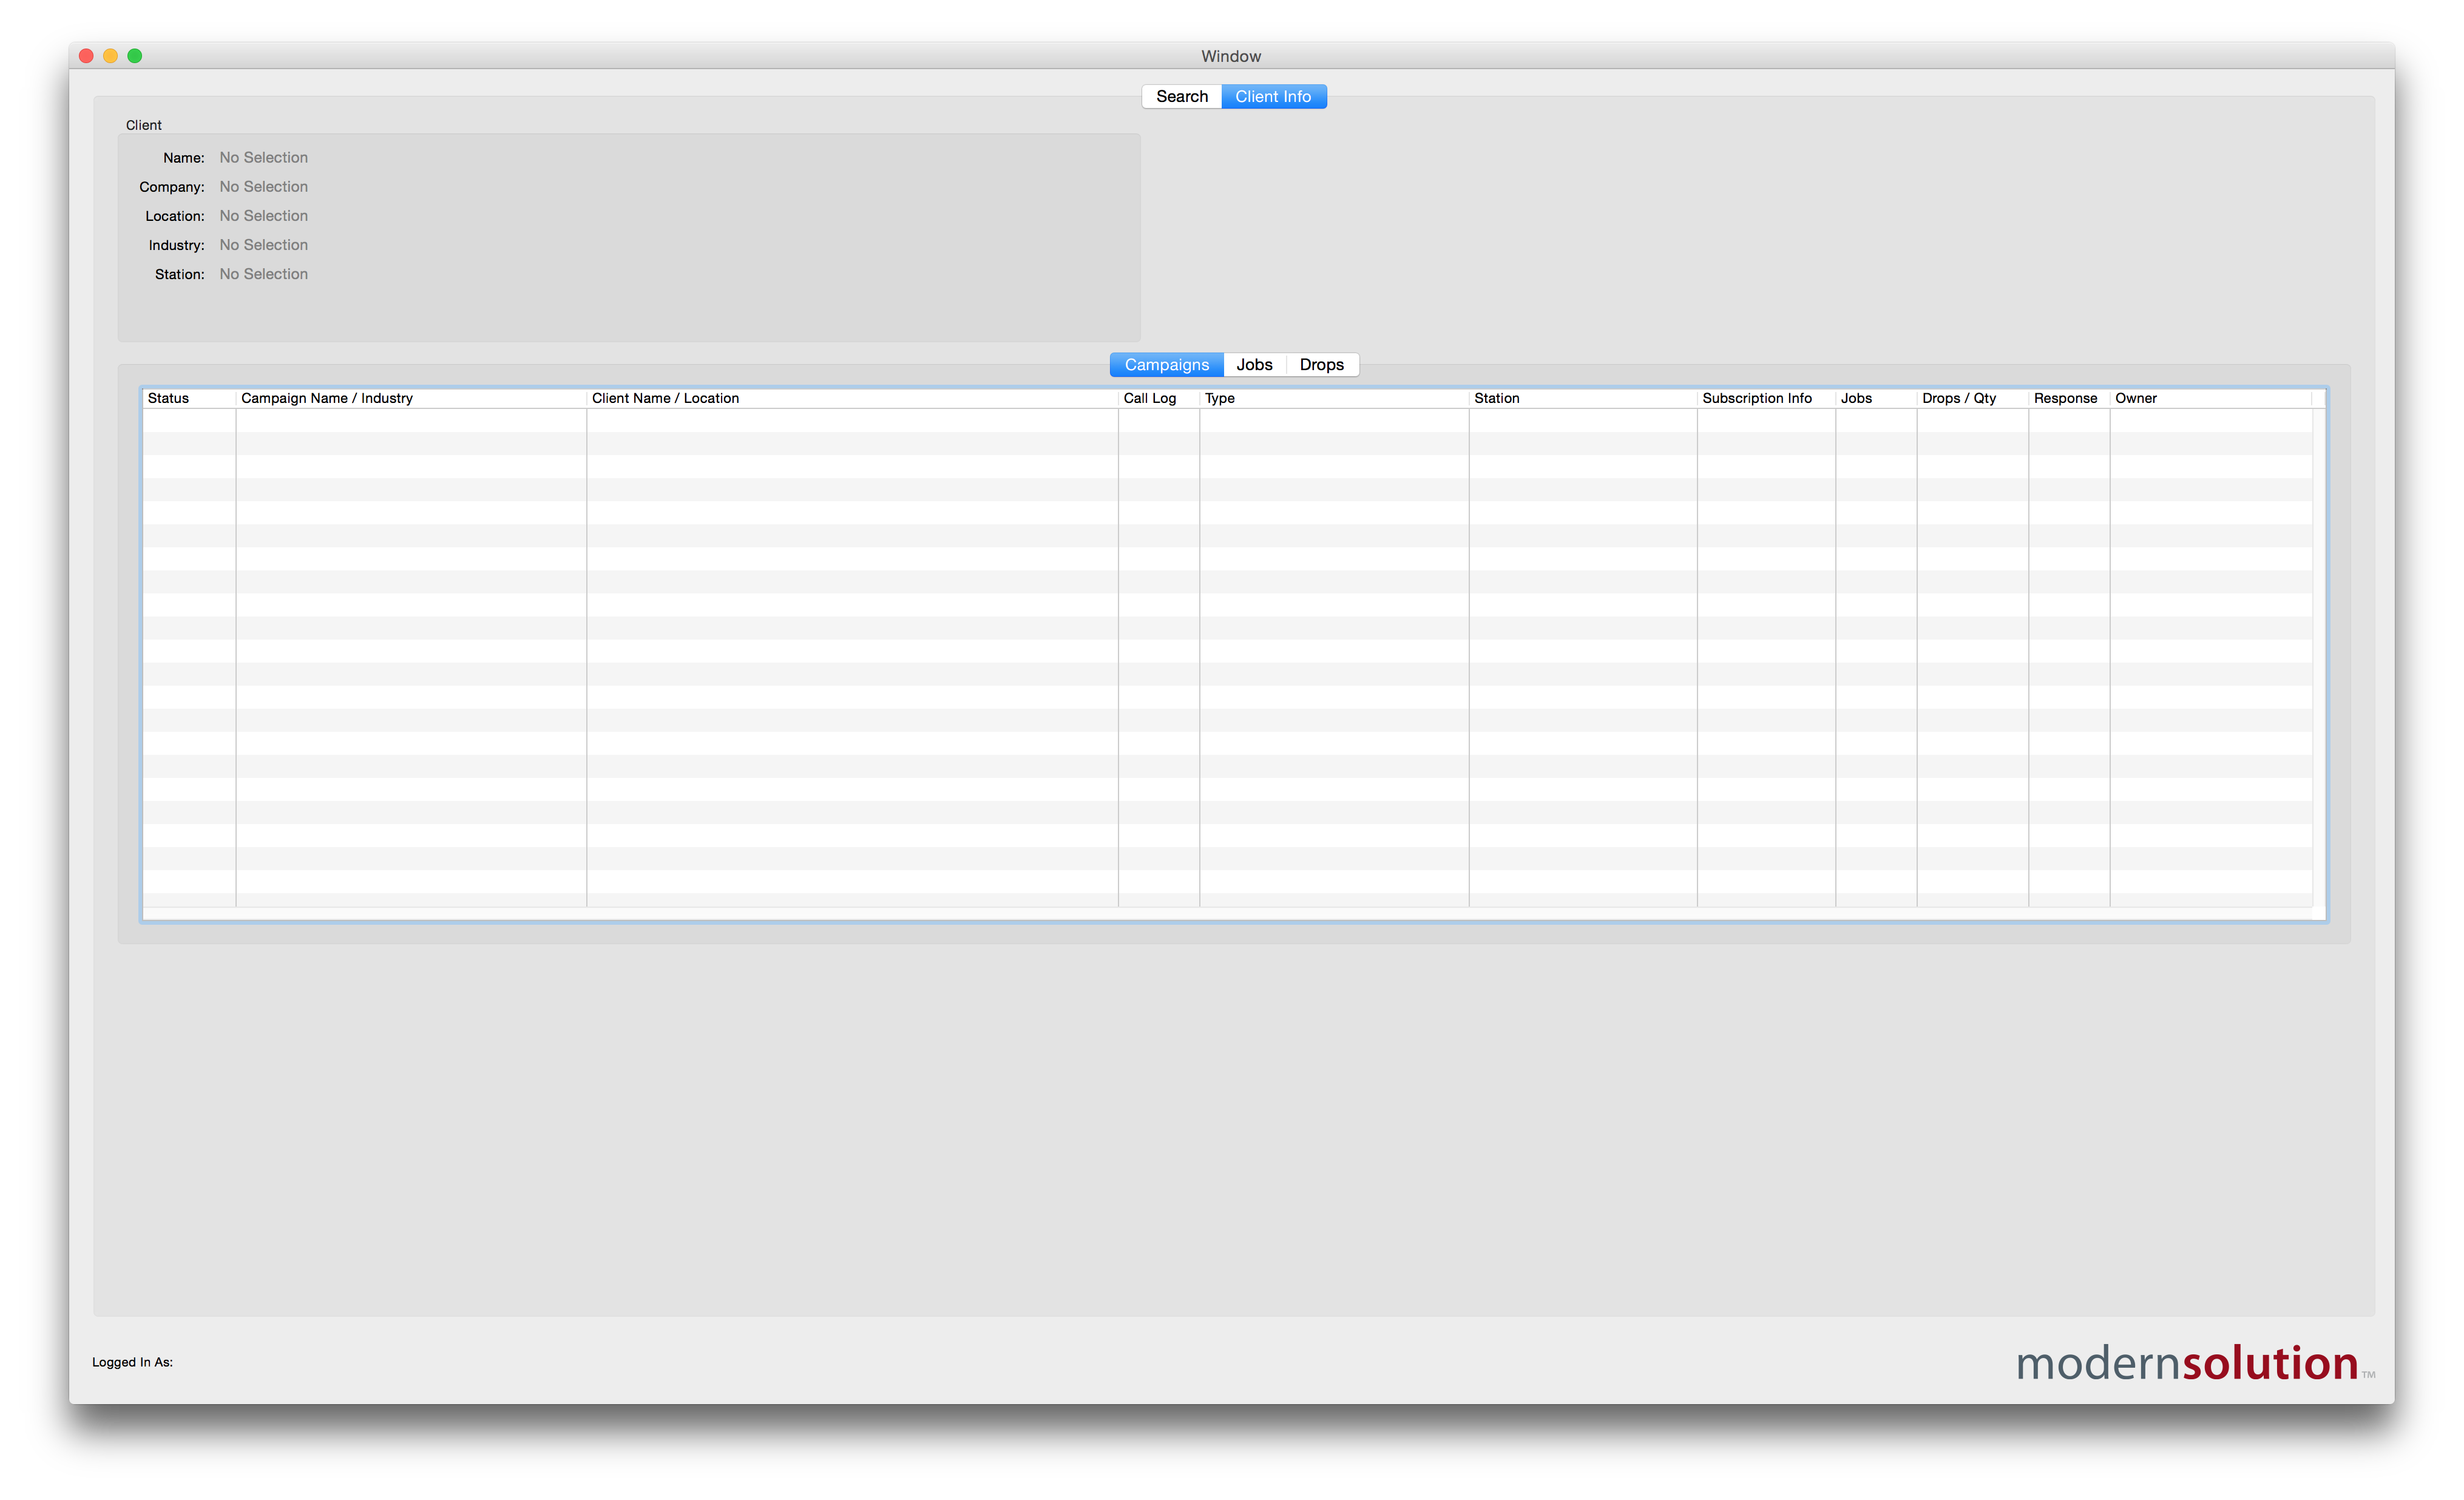 Window
Search Client Info
Client
Name: No Selection
Company: No Selection
Location: No Selection
Industry: No Selection
Station: No Selection
Campaigns Jobs Drops
Status Campaign Name / Industry Client Name / Location Call Log Type Station Subscription Info Jobs Drops / Qty Response Owner
Logged In As:
modernsolution™